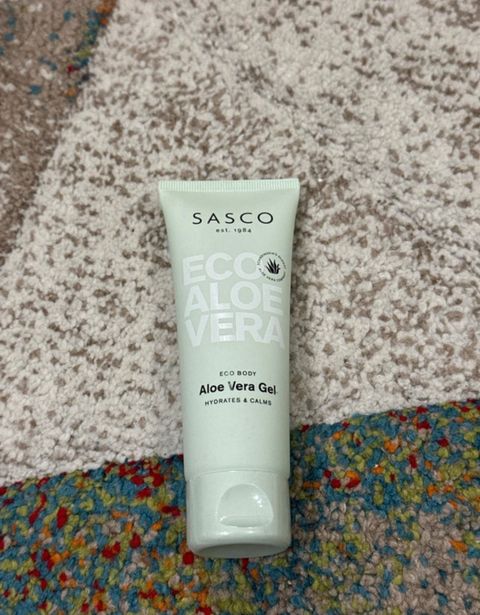 SASCO
est. 1984
ECO
ALOE
VERA
ECO BODY
Aloe Vera Gel
HYDRATES & CALMS